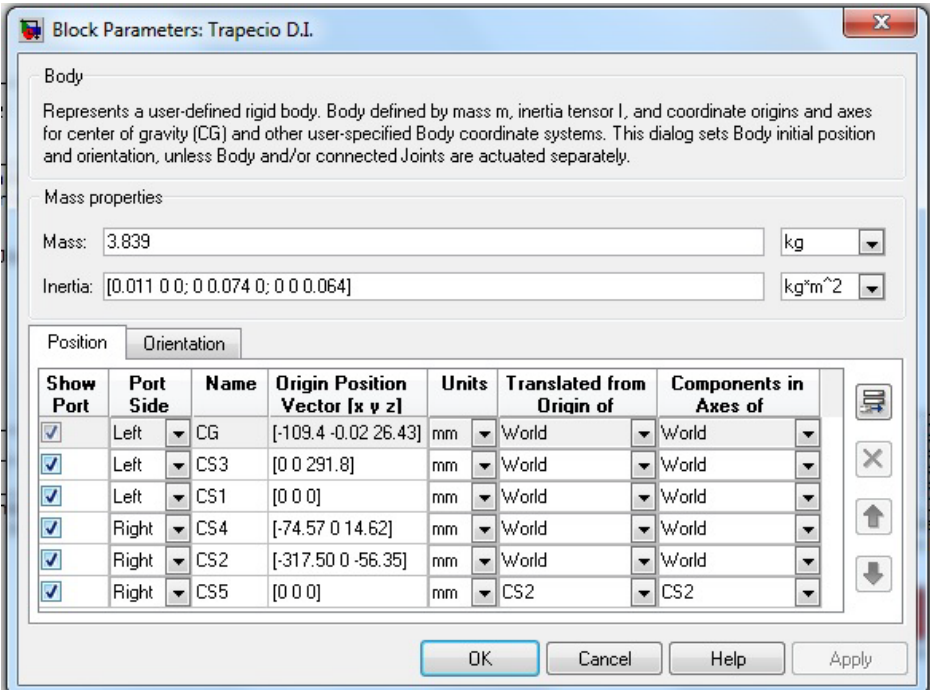 Block Parameters: Trapecio D.I.
Body
Represents a user-defined rigid body. Body defined by mass m, inertia tensor I, and coordinate origins and axes
for center of gravity (CG) and other user-specified Body coordinate systems. This dialog sets Body initial position
and orientation, unless Body and/or connected Joints are actuated separately.
Mass properties
Mass: 3.839 kg
Inertia: [0.011 0 0; 0 0.074 0; 0 0 0.064] kg*m^2
Position Orientation
Show Port Name Origin Position Units Translated from Components in
Port Side Vector [x y z] Origin of Axes of
Left CG [-109.4 -0.02 26.43] mm World World
Left CS3 [0 0 291.8] mm World World
Left CS1 [0 0 0] mm World World
Right CS4 [-74.57 0 14.62] mm World World
Right CS2 [-317.50 0 -56.35] mm World World
Right CS5 [0 0 0] mm CS2 CS2
OK Cancel Help Apply